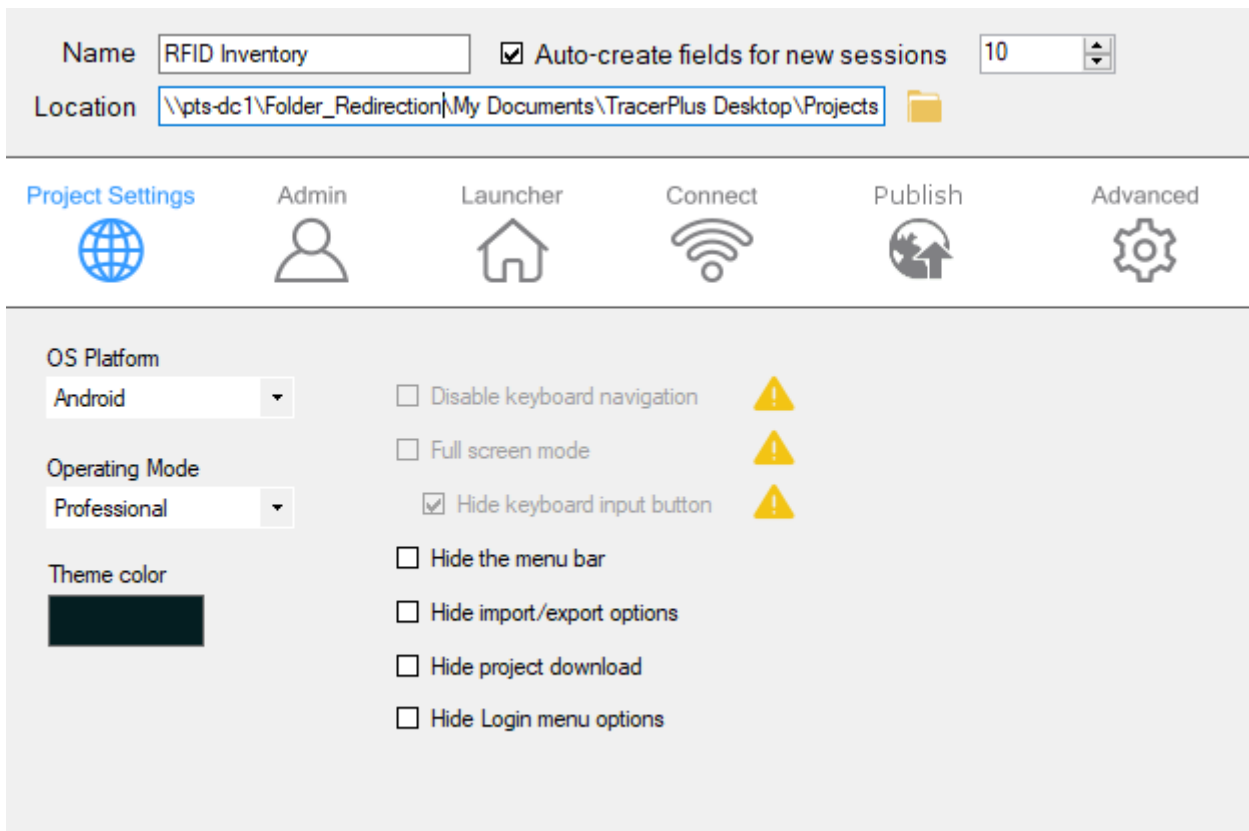 Name RFID Inventory Auto-create fields for new sessions 10
Location \\pts-dc1\Folder_Redirection\My Documents\TracerPlus Desktop\Projects
Project Settings Admin Launcher Connect Publish Advanced
OS Platform
Android
Disable keyboard navigation
Full screen mode
Operating Mode
Professional
Hide keyboard input button
Hide the menu bar
Theme color
Hide import/export options
Hide project download
Hide Login menu options